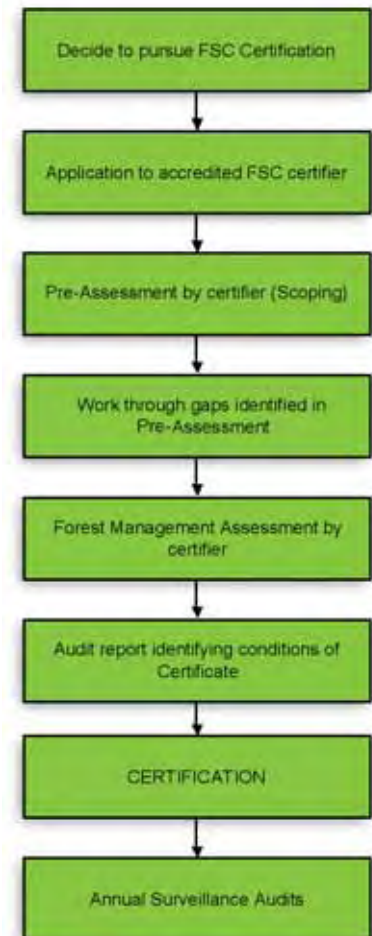 Decide to pursue FSC Certification
Application to accredited FSC certifier
Pre-Assessment by certifier (Scoping)
Work through gaps identified in
Pre-Assessment
Forest Management Assessment by
certifier
Audit report identifying conditions of
Certificate
CERTIFICATION
Annual Surveillance Audits